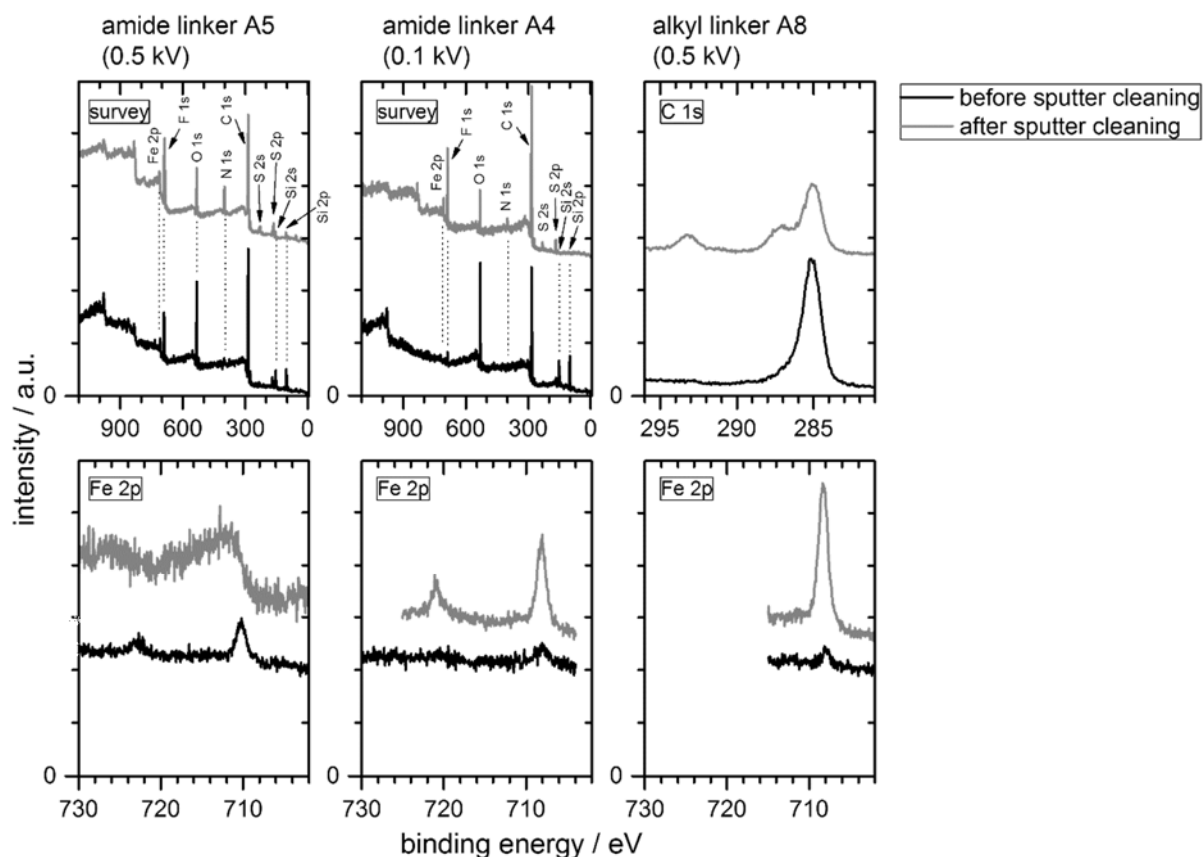 amide linker A5
(0.5 kV)
amide linker A4
(0.1 kV)
alkyl linker A8
(0.5 kV)
before sputter cleaning
after sputter cleaning
survey
Fe 2p
F 1s
O 1s
N 1s
C 1s
S 2s
S 2p
Si 2s
Si 2p
survey
Fe 2p
F 1s
O 1s
N 1s
C 1s
S 2s
S 2p
Si 2s
Si 2p
C 1s
0
900 600 300 0
0
900 600 300 0
0
295 290 285
intensity / a.u.
Fe 2p
Fe 2p
Fe 2p
0
730 720 710
0
730 720 710
0
730 720 710
binding energy / eV